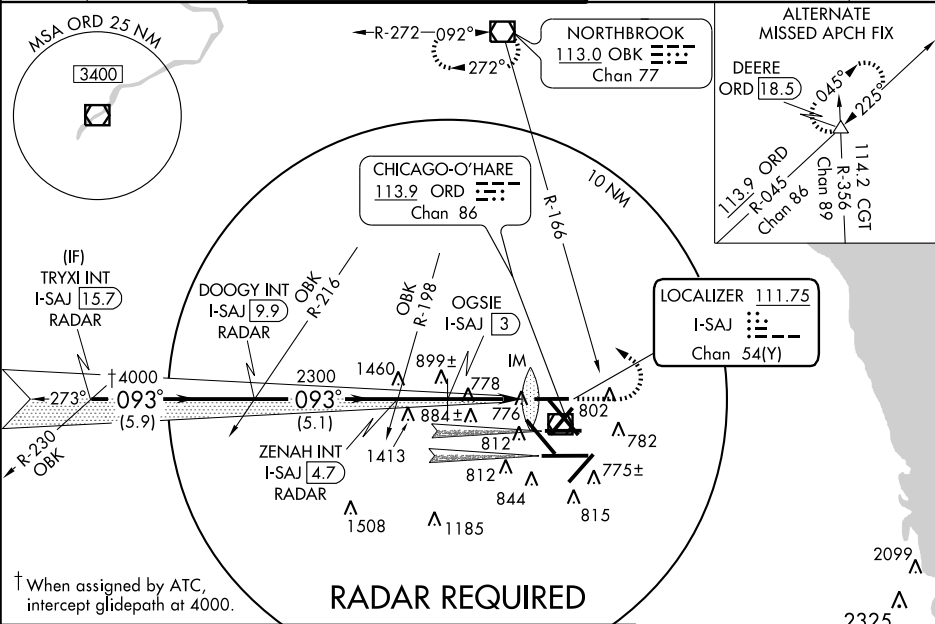 MSA ORD 25 NM
3400
R-272
092°
272°
NORTHBROOK
113.0 OBK
Chan 77
ALTERNATE
MISSED APCH FIX
DEERE
ORD 18.5
045°
225°
113.9 ORD
R-045
Chan 86
114.2 CGT
R-356
Chan 89
CHICAGO-O'HARE
113.9 ORD
Chan 86
10 NM
R-166
(IF)
TRYXI INT
I-SAJ 15.7
RADAR
DOOGY INT
I-SAJ 9.9
RADAR
OBK
R-216
OBK
R-198
OGSIE
I-SAJ 3
LOCALIZER 111.75
I-SAJ
Chan 54(Y)
IM
†4000
2300
1460
899±
778
273°
093°
093°
(5.9)
(5.1)
884±
776
802
R-230
OBK
1413
812
782
ZENAH INT
I-SAJ 4.7
RADAR
812
844
775±
815
1508
1185
2099
2325
† When assigned by ATC,
intercept glidepath at 4000.
RADAR REQUIRED